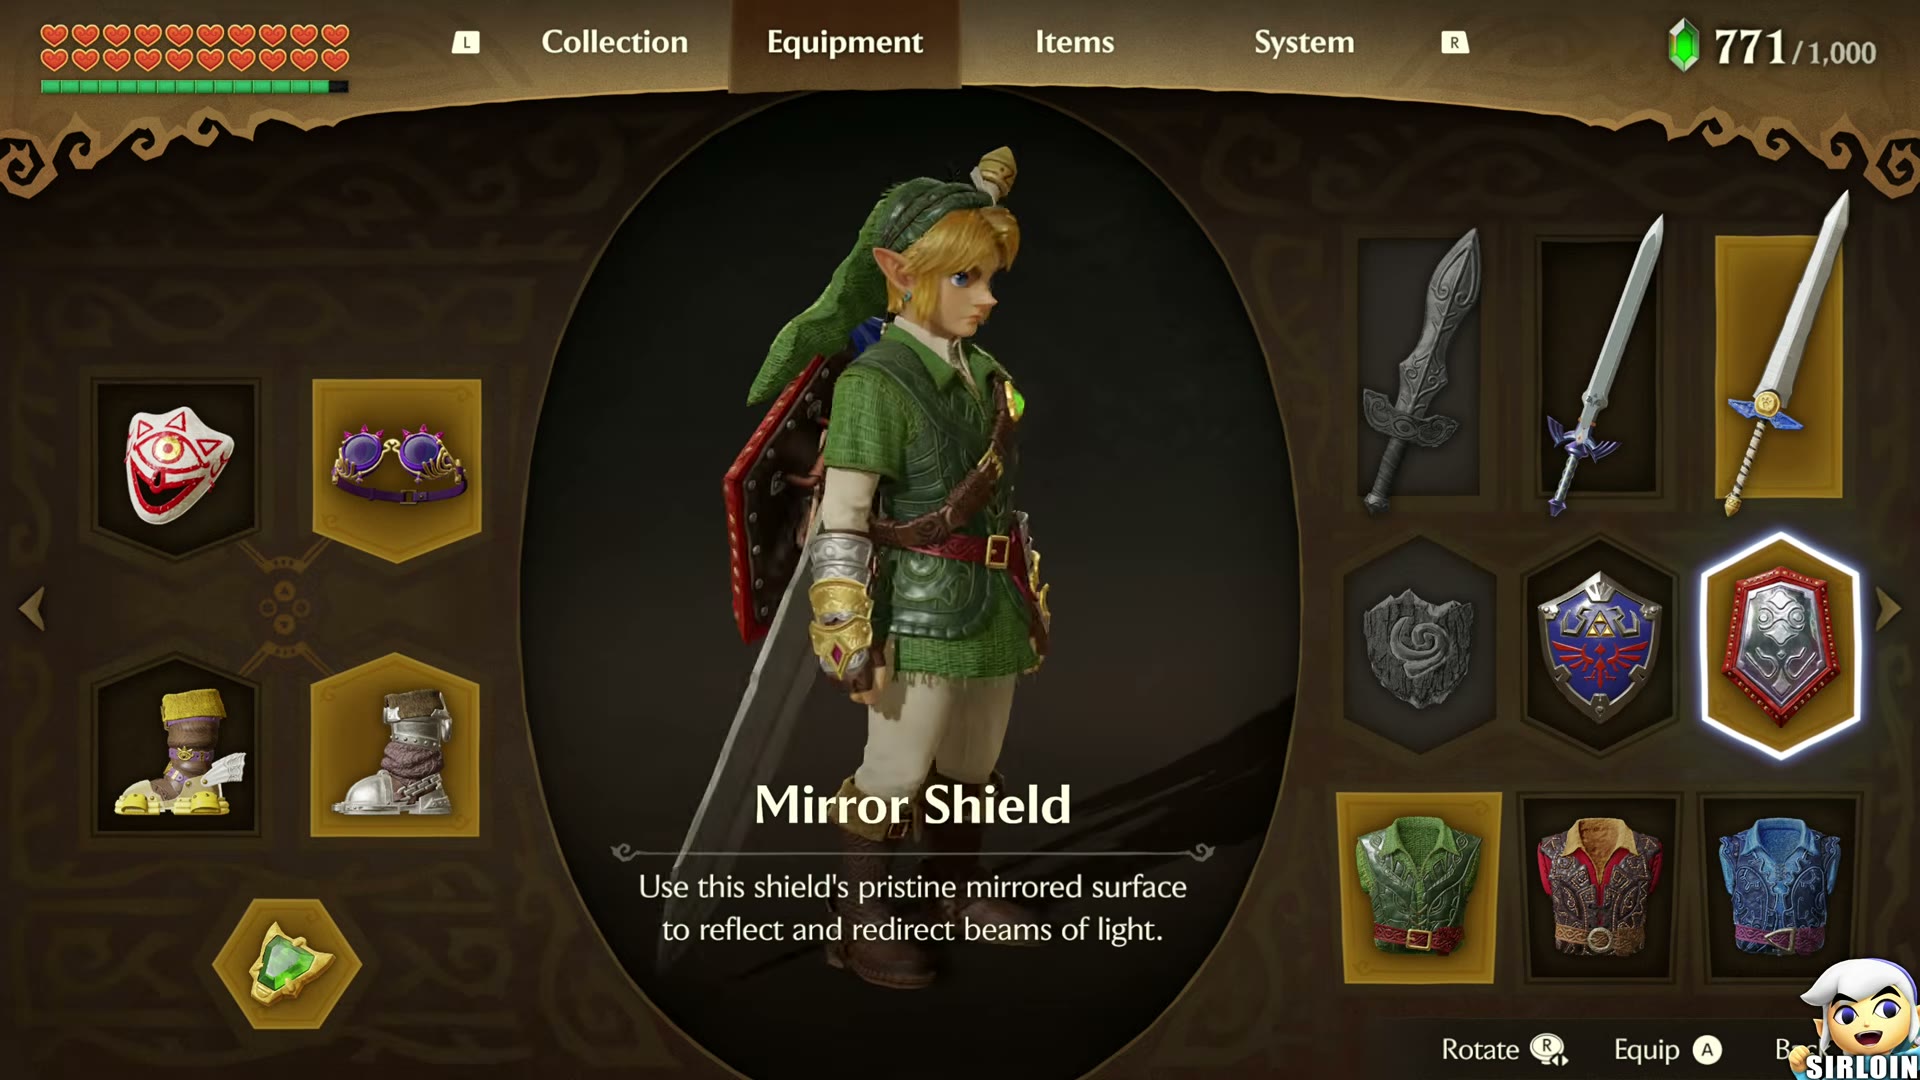 L
Collection
Equipment
Items
System
R
771/1,000
Mirror Shield
Use this shield's pristine mirrored surface
to reflect and redirect beams of light.
Rotate R
Equip A
SIRLOIN